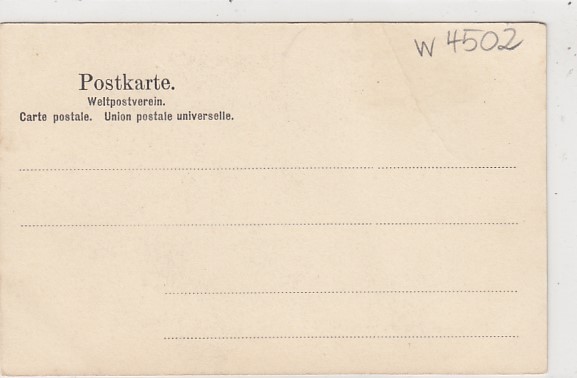 W 4502
Postkarte.
Weltpostverein.
Carte postale. Union postale universelle.